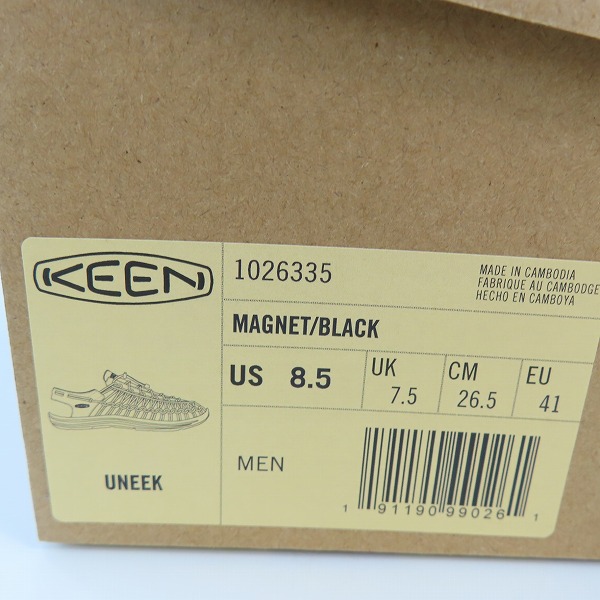 KEEN
1026335
MADE IN CAMBODIA
FABRIQUE AU CAMBODGE
HECHO EN CAMBOYA
MAGNET/BLACK
US 8.5
UK
7.5
CM
26.5
EU
41
UNEEK
MEN
1 91190 99026 1